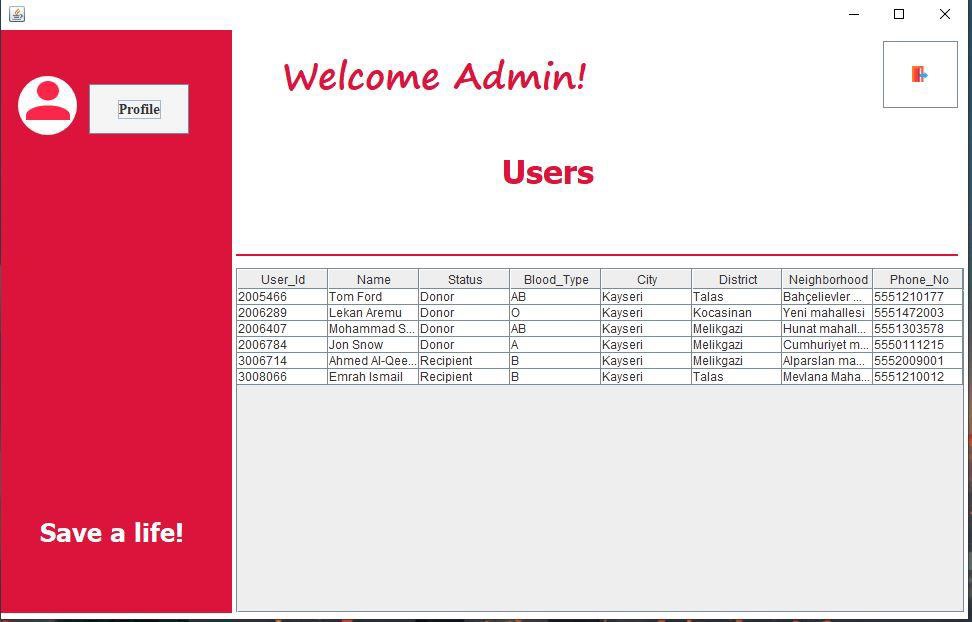 Welcome Admin!
Profile
Users
User_Id Name Status Blood_Type City District Neighborhood Phone_No
2005466 Tom Ford Donor AB Kayseri Talas Bahçelievler ... 5551210177
2006289 Lekan Aremu Donor O Kayseri Kocasinan Yeni mahallesi 5551472003
2006407 Mohammad S... Donor AB Kayseri Melikgazi Hunat mahall... 5551303578
2006784 Jon Snow Donor A Kayseri Melikgazi Cumhuriyet m... 5550111215
3006714 Ahmed Al-Qee... Recipient B Kayseri Melikgazi Alparslan ma... 5552009001
3008066 Emrah Ismail Recipient B Kayseri Talas Mevlana Maha... 5551210012
Save a life!